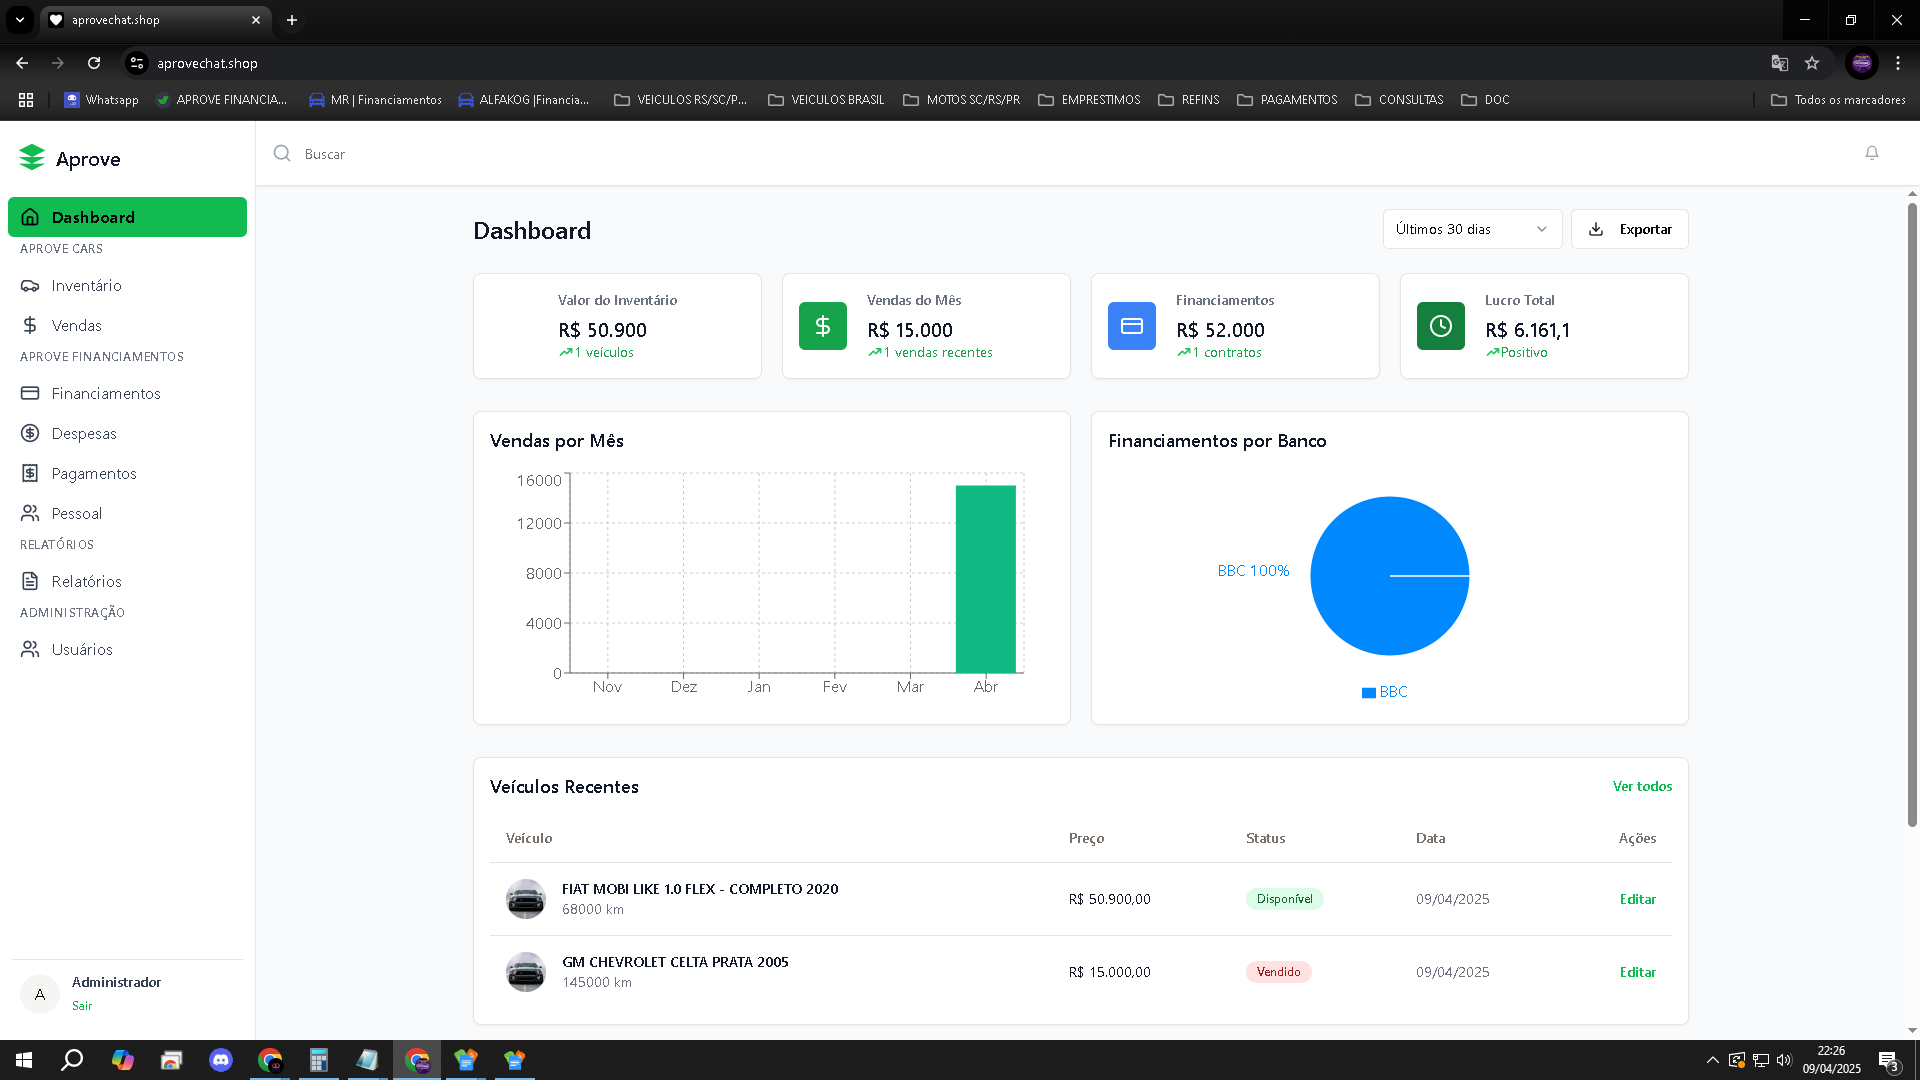 aprovechat.shop
aprovechat.shop
Whatsapp
APROVE FINANCIA...
MR | Financiamentos
ALFAKOG |Financia...
VEICULOS RS/SC/P...
VEICULOS BRASIL
MOTOS SC/RS/PR
EMPRESTIMOS
REFINS
PAGAMENTOS
CONSULTAS
DOC
Todos os marcadores
Aprove
Buscar
Dashboard
APROVE CARS
Inventário
Vendas
APROVE FINANCIAMENTOS
Financiamentos
Despesas
Pagamentos
Pessoal
RELATÓRIOS
Relatórios
ADMINISTRAÇÃO
Usuários
A
Administrador
Sair
Dashboard
Últimos 30 dias
Exportar
Valor do Inventário
R$ 50.900
1 veículos
Vendas do Mês
R$ 15.000
1 vendas recentes
Financiamentos
R$ 52.000
1 contratos
Lucro Total
R$ 6.161,1
Positivo
Vendas por Mês
16000
12000
8000
4000
0
Nov Dez Jan Fev Mar Abr
Financiamentos por Banco
BBC 100%
BBC
Veículos Recentes
Ver todos
Veículo Preço Status Data Ações
FIAT MOBI LIKE 1.0 FLEX - COMPLETO 2020
68000 km
R$ 50.900,00
Disponível
09/04/2025
Editar
GM CHEVROLET CELTA PRATA 2005
145000 km
R$ 15.000,00
Vendido
09/04/2025
Editar
22:26
09/04/2025
3